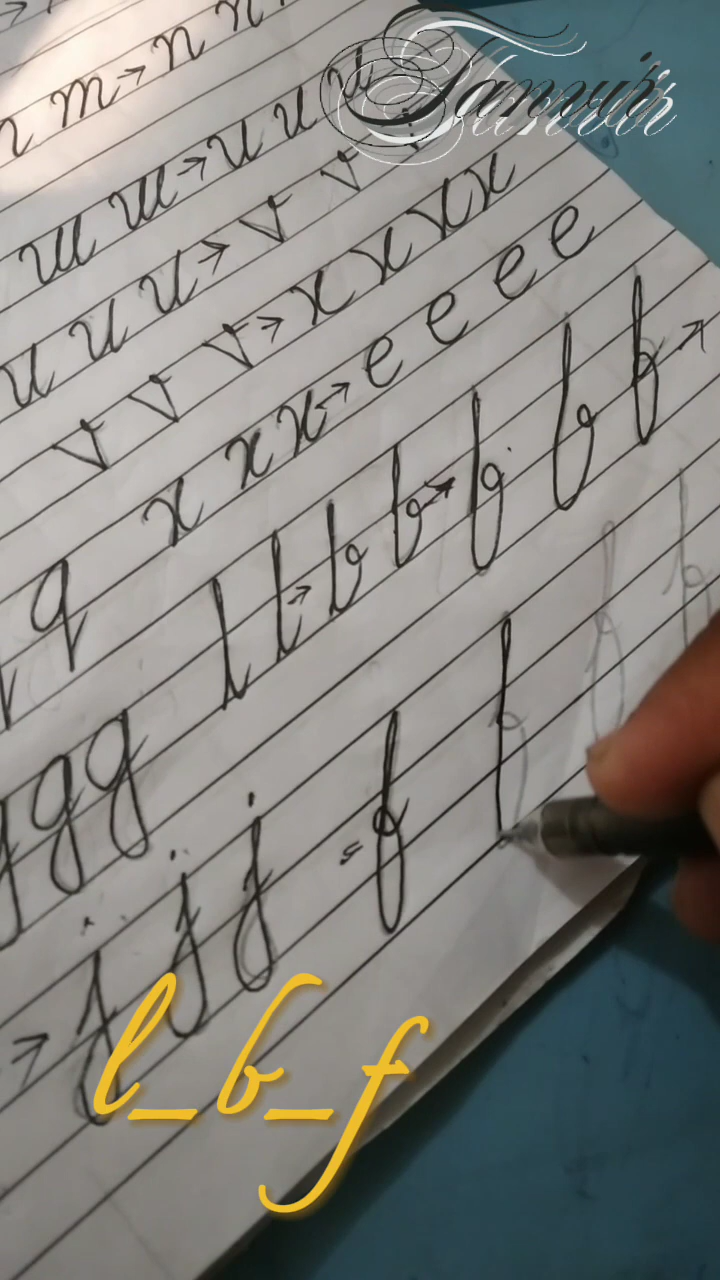 Tanvir
m → n n
u u u → v v
v v v → x x x x
x x x → e e e e
q l l → b b → f f f →
g g g
→ j j j = f
l_b_f